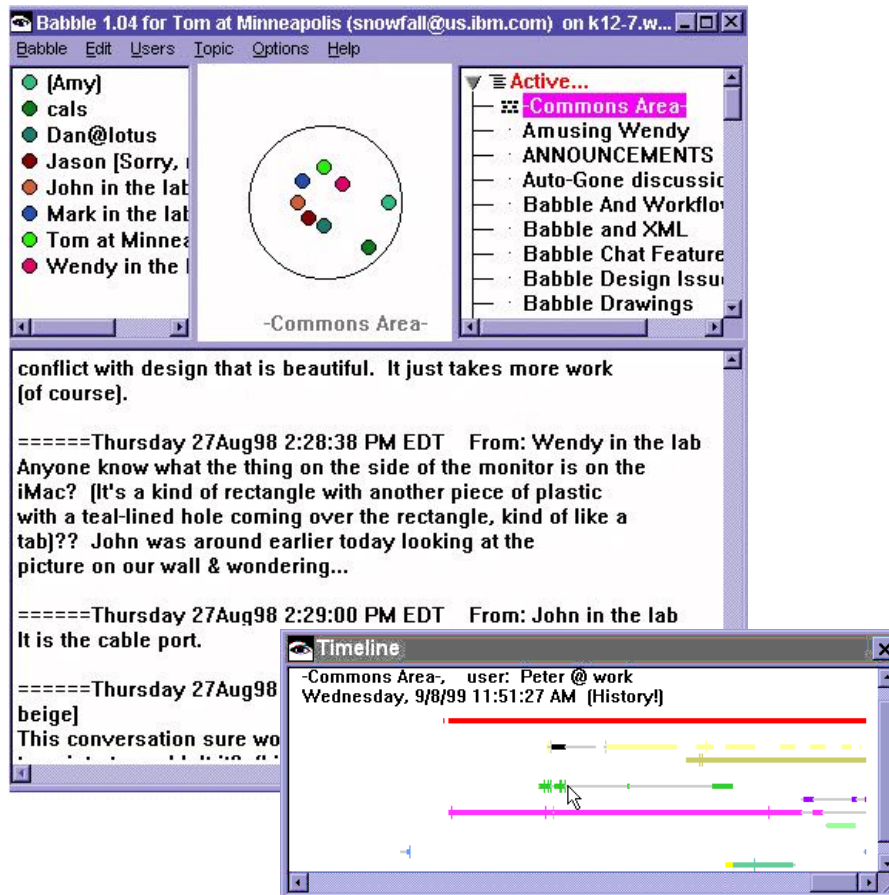 Babble 1.04 for Tom at Minneapolis (snowfall@us.ibm.com) on k12-7.w...
Babble Edit Users Topic Options Help
(Amy)
cals
Dan@lotus
Jason [Sorry,
John in the lab
Mark in the lab
Tom at Minnea
Wendy in the
-Commons Area-
Active...
-Commons Area-
Amusing Wendy
ANNOUNCEMENTS
Auto-Gone discussio
Babble And Workflo
Babble and XML
Babble Chat Feature
Babble Design Issu
Babble Drawings
conflict with design that is beautiful. It just takes more work
(of course).
======Thursday 27Aug98 2:28:38 PM EDT From: Wendy in the lab
Anyone know what the thing on the side of the monitor is on the
iMac? (It's a kind of rectangle with another piece of plastic
with a teal-lined hole coming over the rectangle, kind of like a
tab)?? John was around earlier today looking at the
picture on our wall & wondering...
======Thursday 27Aug98 2:29:00 PM EDT From: John in the lab
It is the cable port.
======Thursday 27Aug98
beige]
This conversation sure wo
Timeline
-Commons Area-, user: Peter @ work
Wednesday, 9/8/99 11:51:27 AM (History!)